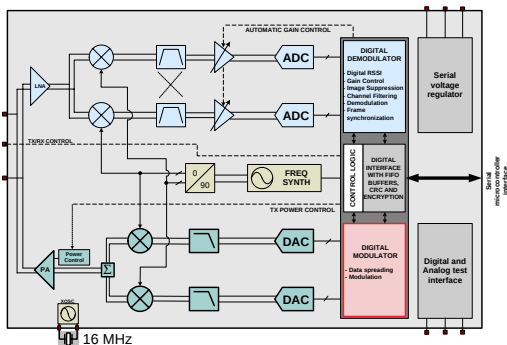 AUTOMATIC GAIN CONTROL
LNA
ADC
ADC
DIGITAL
DEMODULATOR
- Digital RSSI
- Gain Control
- Image Suppression
- Channel Filtering
- Demodulation
- Frame
synchronization
Serial
voltage
regulator
TX/RX CONTROL
0
90
FREQ
SYNTH
CONTROL LOGIC
DIGITAL
INTERFACE
WITH FIFO
BUFFERS,
CRC AND
ENCRYPTION
Serial
microcontroller
interface
TX POWER CONTROL
Power
Control
PA
Σ
DAC
DAC
DIGITAL
MODULATOR
- Data spreading
- Modulation
Digital and
Analog test
interface
XOSC
16 MHz